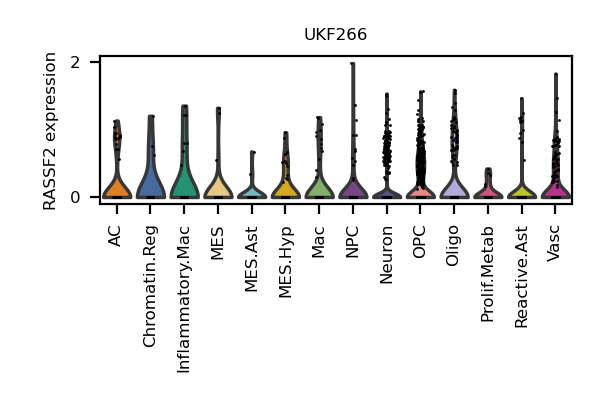 UKF266
RASSF2 expression
2
0
AC
Chromatin.Reg
Inflammatory.Mac
MES
MES.Ast
MES.Hyp
Mac
NPC
Neuron
OPC
Oligo
Prolif.Metab
Reactive.Ast
Vasc